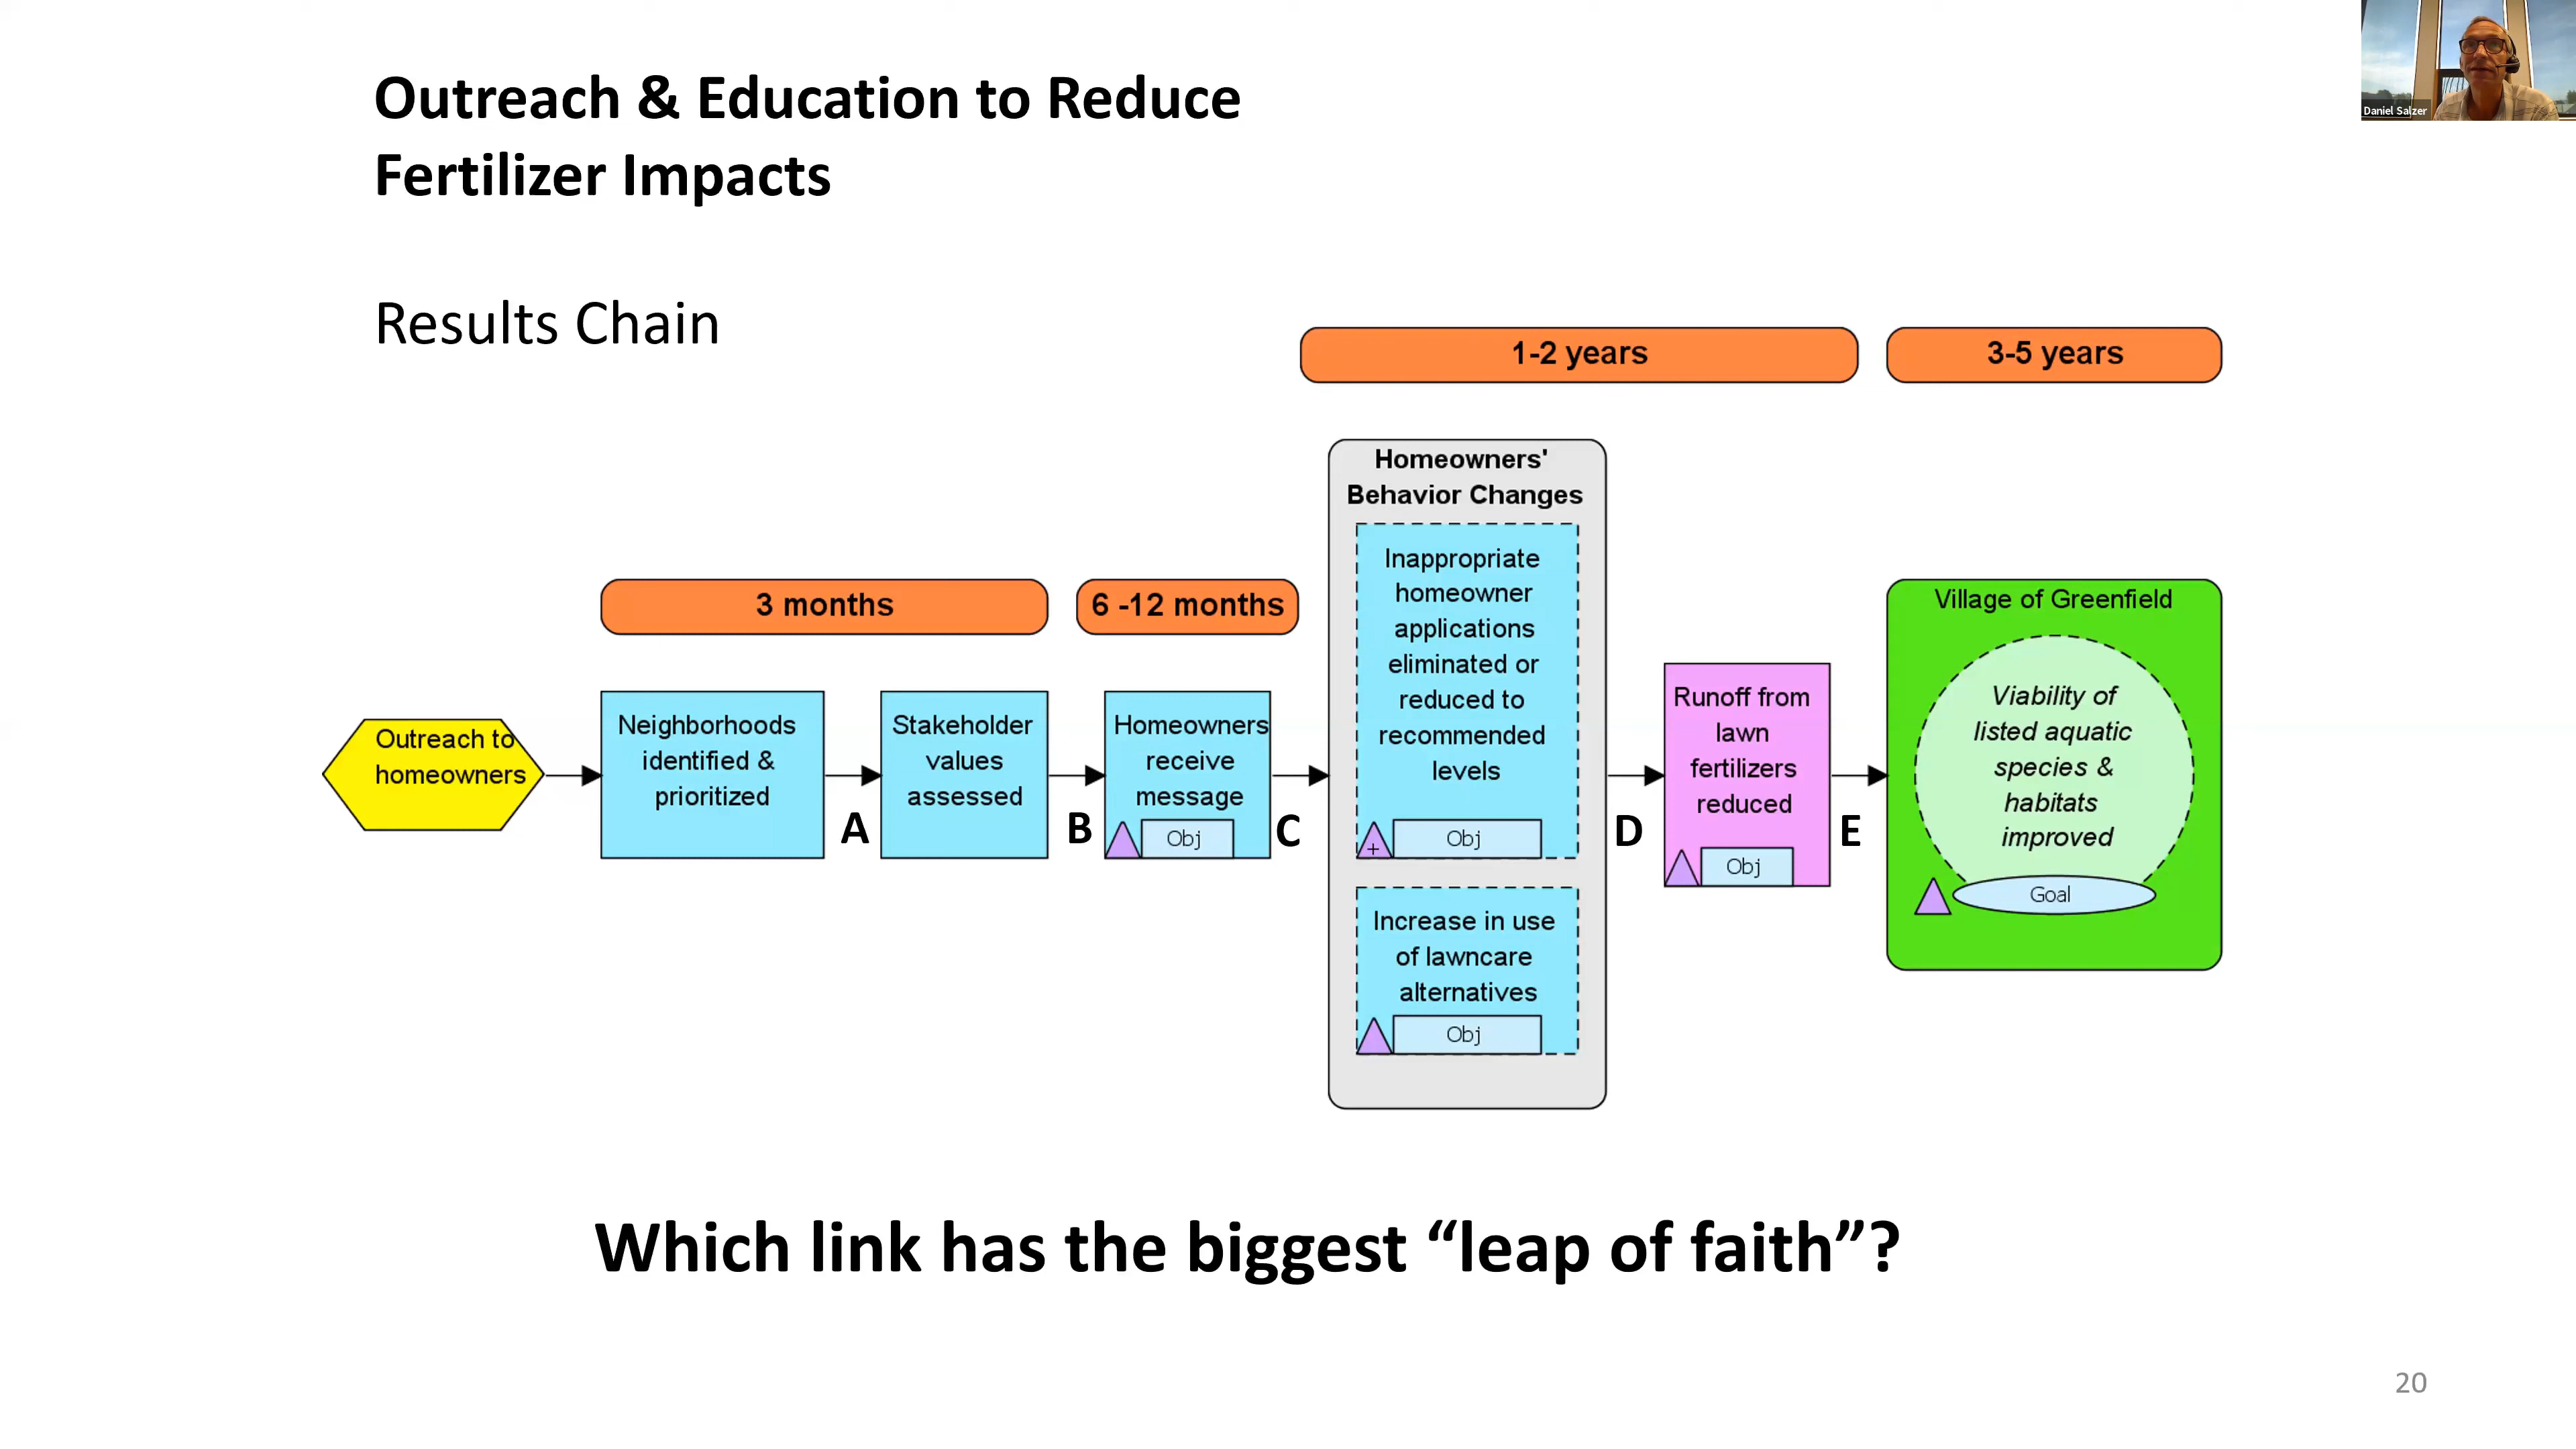 Outreach & Education to Reduce
Fertilizer Impacts
Daniel Salzer
Results Chain
1-2 years
3-5 years
3 months
6 -12 months
Outreach to
homeowners
Neighborhoods
identified &
prioritized
A
Stakeholder
values
assessed
B
Homeowners
receive
message
Obj
C
Homeowners'
Behavior Changes
Inappropriate
homeowner
applications
eliminated or
reduced to
recommended
levels
+
Obj
Increase in use
of lawncare
alternatives
Obj
D
Runoff from
lawn
fertilizers
reduced
Obj
E
Village of Greenfield
Viability of
listed aquatic
species &
habitats
improved
Goal
Which link has the biggest “leap of faith”?
20